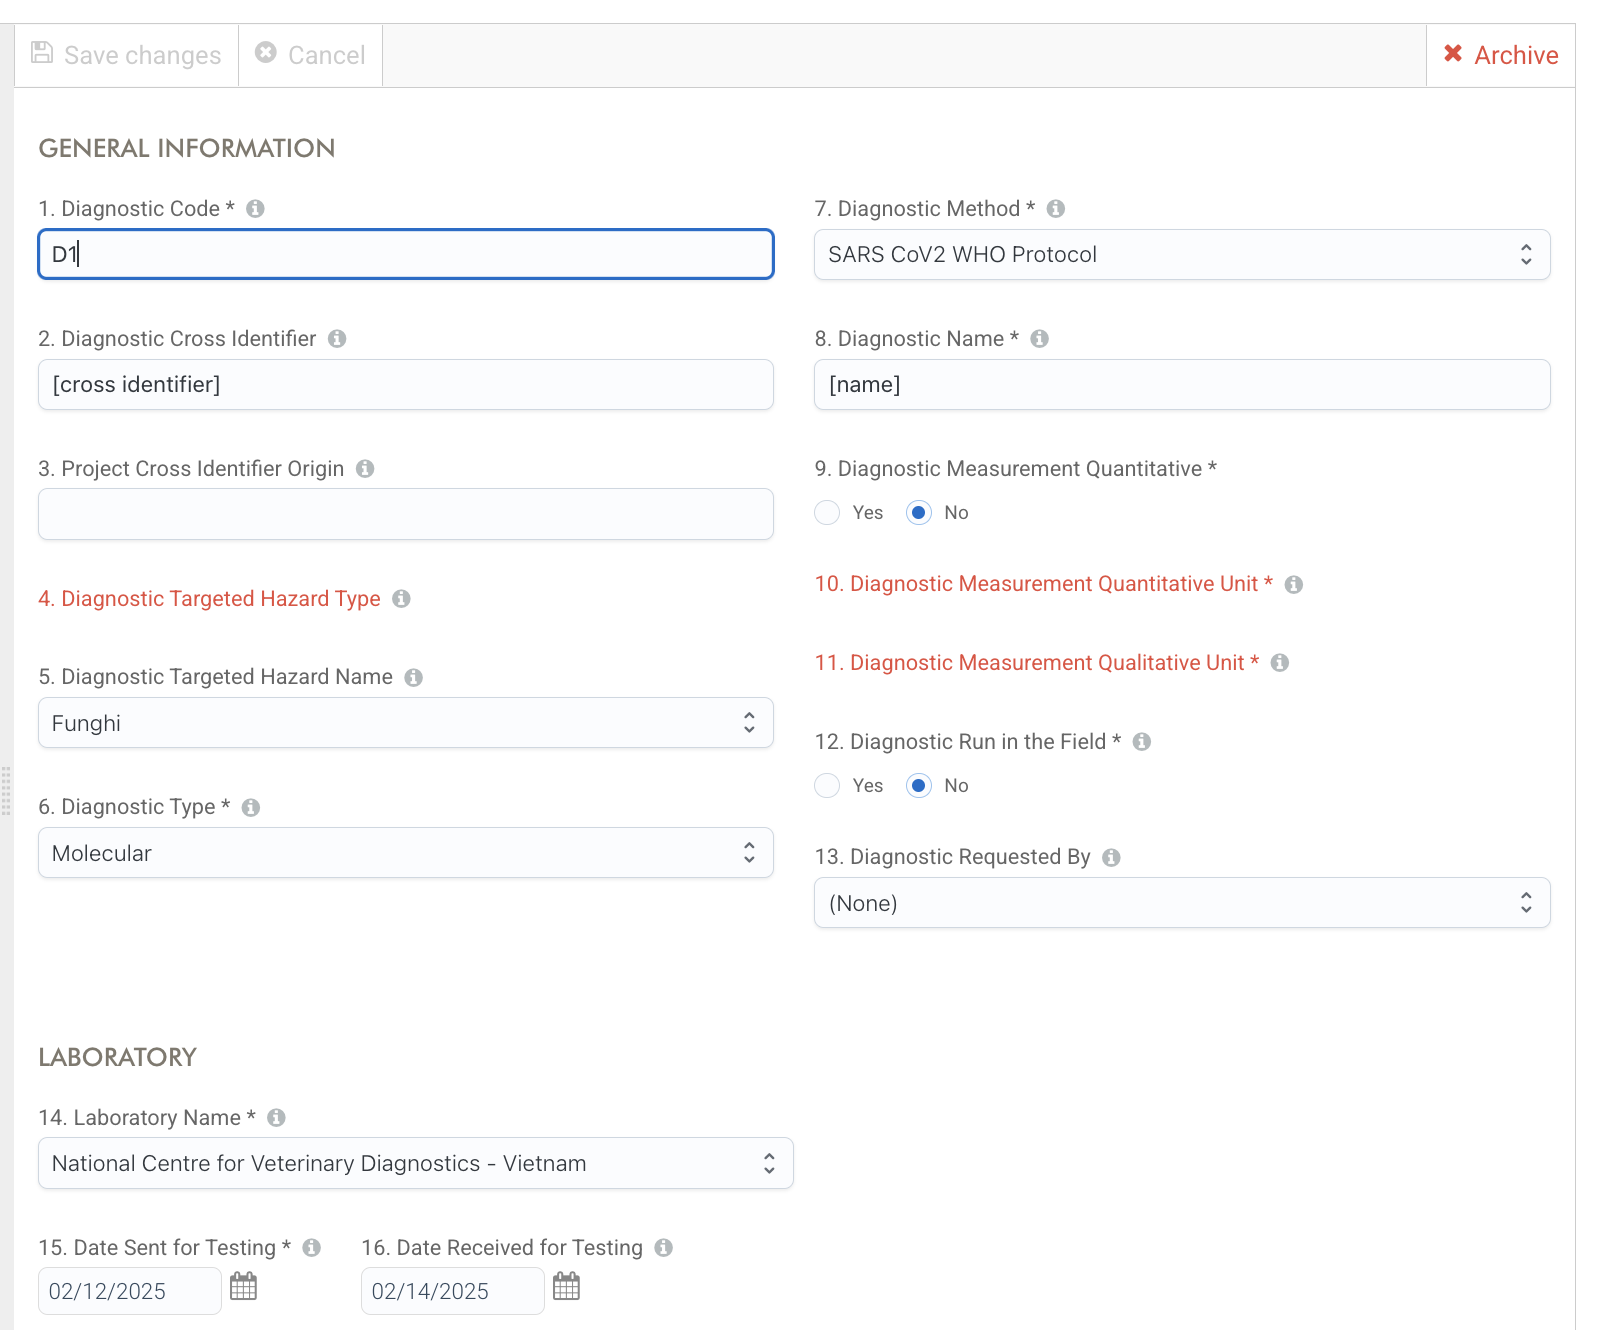 Save changes
Cancel
Archive
GENERAL INFORMATION
1. Diagnostic Code *
D1
2. Diagnostic Cross Identifier
[cross identifier]
3. Project Cross Identifier Origin
4. Diagnostic Targeted Hazard Type
5. Diagnostic Targeted Hazard Name
Funghi
6. Diagnostic Type *
Molecular
7. Diagnostic Method *
SARS CoV2 WHO Protocol
8. Diagnostic Name *
[name]
9. Diagnostic Measurement Quantitative *
Yes No
10. Diagnostic Measurement Quantitative Unit *
11. Diagnostic Measurement Qualitative Unit *
12. Diagnostic Run in the Field *
Yes No
13. Diagnostic Requested By
(None)
LABORATORY
14. Laboratory Name *
National Centre for Veterinary Diagnostics - Vietnam
15. Date Sent for Testing *
02/12/2025
16. Date Received for Testing
02/14/2025